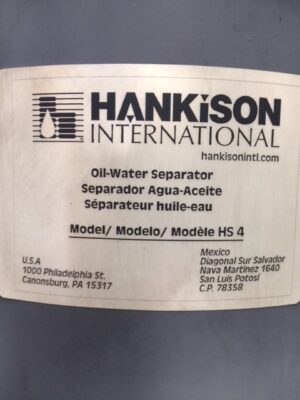 HANKiSON
INTERNATIONAL
hankisonintl.com
Oil-Water Separator
Separador Agua-Aceite
Séparateur huile-eau
Model/ Modelo/ Modèle HS 4
U.S.A
1000 Philadelphia St.
Canonsburg, PA 15317
Mexico
Diagonal Sur Salvador
Nava Martinez 1640
San Luis Potosi
C.P. 78358